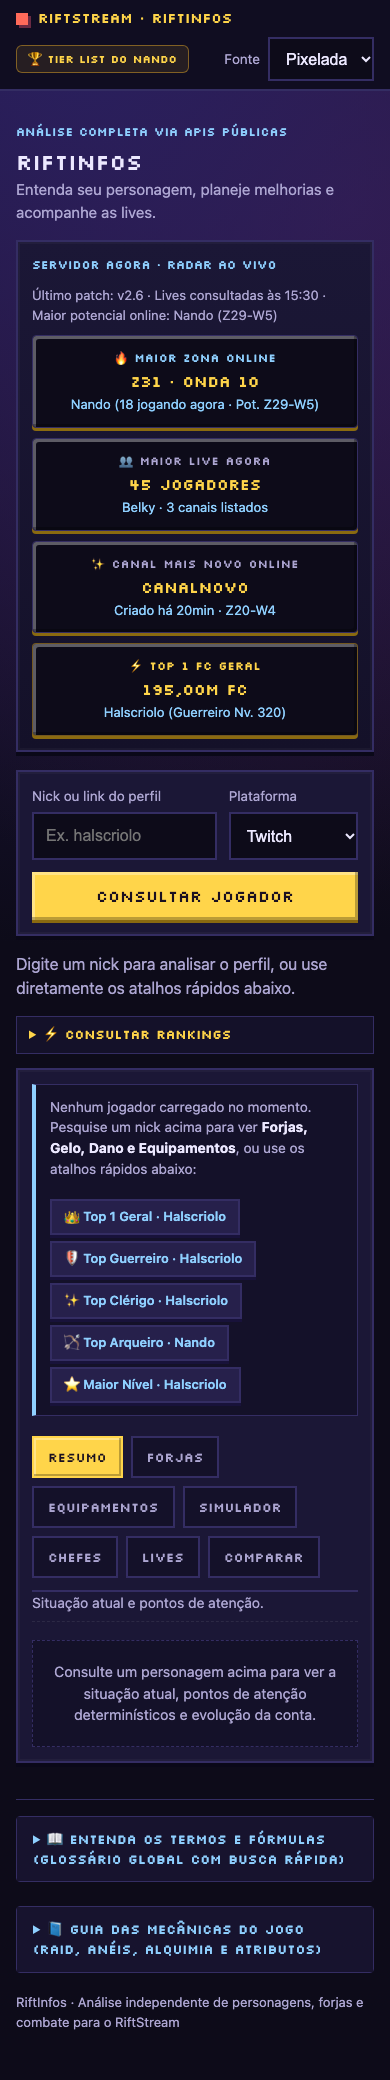 RIFTSTREAM · RIFTINFOS
🏆 TIER LIST DO NANDO
Fonte
Pixelada
ANÁLISE COMPLETA VIA APIS PÚBLICAS
RIFTINFOS
Entenda seu personagem, planeje melhorias e
acompanhe as lives.
SERVIDOR AGORA · RADAR AO VIVO
Último patch: v2.6 · Lives consultadas às 15:30 ·
Maior potencial online: Nando (Z29-W5)
🔥 MAIOR ZONA ONLINE
Z31 · ONDA 10
Nando (18 jogando agora · Pot. Z29-W5)
👥 MAIOR LIVE AGORA
45 JOGADORES
Belky · 3 canais listados
✨ CANAL MAIS NOVO ONLINE
CANALNOVO
Criado há 20min · Z20-W4
⚡ TOP 1 FC GERAL
195,00M FC
Halscriolo (Guerreiro Nv. 320)
Nick ou link do perfil
Plataforma
Ex. halscriolo
Twitch
CONSULTAR JOGADOR
Digite um nick para analisar o perfil, ou use
diretamente os atalhos rápidos abaixo.
▶ ⚡ CONSULTAR RANKINGS
Nenhum jogador carregado no momento.
Pesquise um nick acima para ver Forjas,
Gelo, Dano e Equipamentos, ou use os
atalhos rápidos abaixo:
👑 Top 1 Geral · Halscriolo
🛡️ Top Guerreiro · Halscriolo
✨ Top Clérigo · Halscriolo
🏹 Top Arqueiro · Nando
⭐ Maior Nível · Halscriolo
RESUMO
FORJAS
EQUIPAMENTOS
SIMULADOR
CHEFES
LIVES
COMPARAR
Situação atual e pontos de atenção.
Consulte um personagem acima para ver a
situação atual, pontos de atenção
determinísticos e evolução da conta.
▶ 📖 ENTENDA OS TERMOS E FÓRMULAS
(GLOSSÁRIO GLOBAL COM BUSCA RÁPIDA)
▶ 📘 GUIA DAS MECÂNICAS DO JOGO
(RAID, ANÉIS, ALQUIMIA E ATRIBUTOS)
RiftInfos · Análise independente de personagens, forjas e
combate para o RiftStream